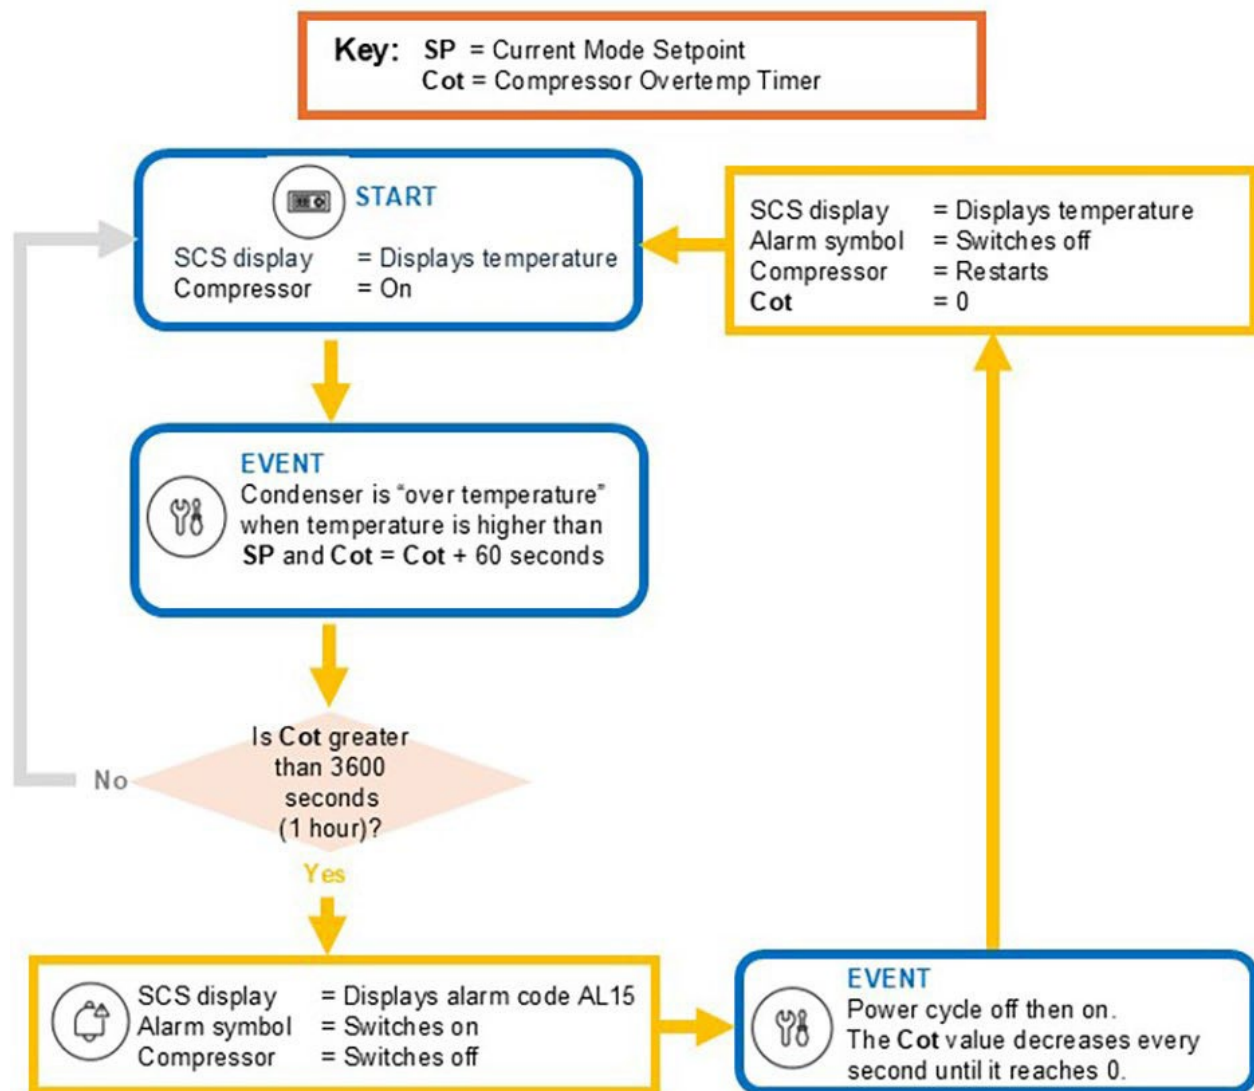 Key: SP = Current Mode Setpoint
Cot = Compressor Overtemp Timer
START
SCS display = Displays temperature
Compressor = On
SCS display = Displays temperature
Alarm symbol = Switches off
Compressor = Restarts
Cot = 0
EVENT
Condenser is “over temperature”
when temperature is higher than
SP and Cot = Cot + 60 seconds
Is Cot greater
than 3600
seconds
(1 hour)?
No
Yes
SCS display = Displays alarm code AL15
Alarm symbol = Switches on
Compressor = Switches off
EVENT
Power cycle off then on.
The Cot value decreases every
second until it reaches 0.